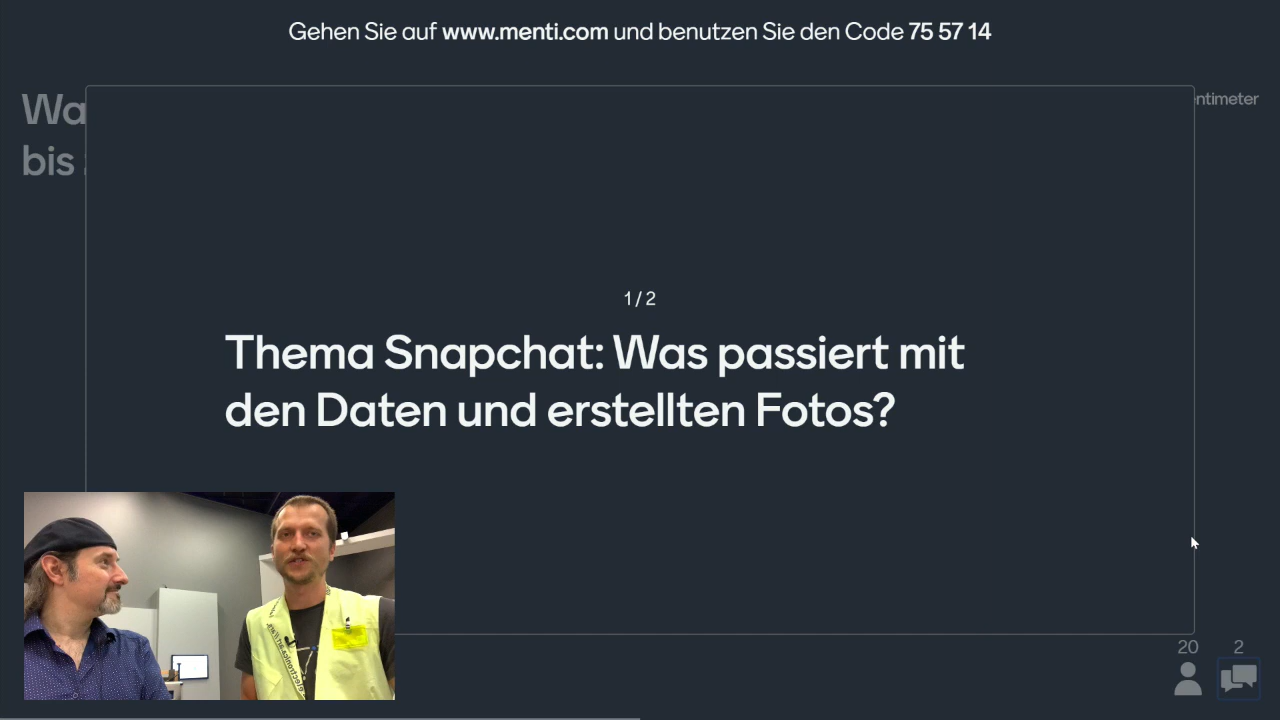 Gehen Sie auf www.menti.com und benutzen Sie den Code 75 57 14
Wa
bis
ntimeter
1 / 2
Thema Snapchat: Was passiert mit
den Daten und erstellten Fotos?
20
2